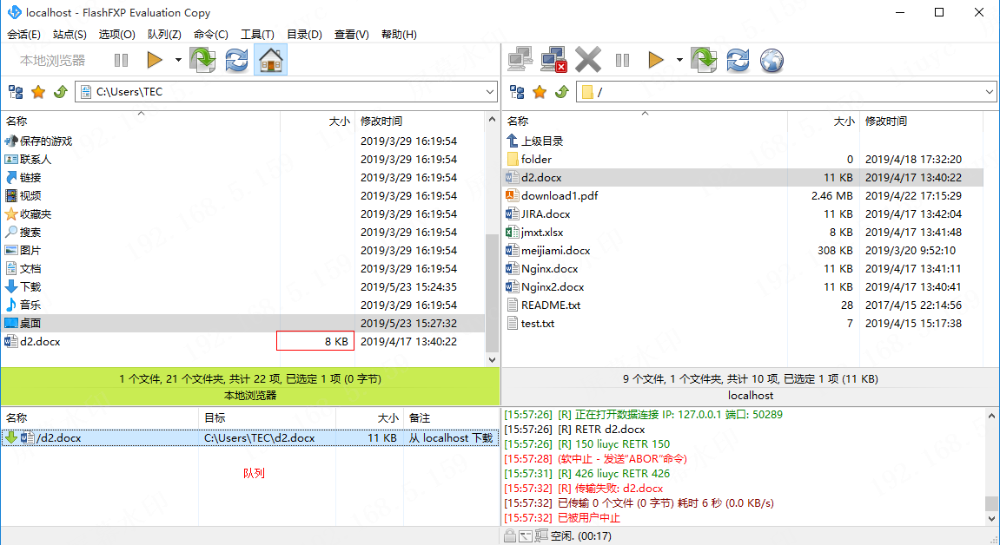 localhost - FlashFXP Evaluation Copy
会话(E) 站点(S) 选项(O) 队列(Z) 命令(C) 工具(T) 目录(D) 查看(V) 帮助(H)
本地浏览器
C:\Users\TEC
/
名称 大小 修改时间
保存的游戏 2019/3/29 16:19:54
联系人 2019/3/29 16:19:54
链接 2019/3/29 16:19:54
视频 2019/3/29 16:19:54
收藏夹 2019/3/29 16:19:54
搜索 2019/3/29 16:19:54
图片 2019/3/29 16:19:54
文档 2019/3/29 16:19:54
下载 2019/5/23 15:24:35
音乐 2019/3/29 16:19:54
桌面 2019/5/23 15:27:32
d2.docx 8 KB 2019/4/17 13:40:22
1 个文件, 21 个文件夹, 共计 22 项, 已选定 1 项 (0 字节)
本地浏览器
名称 大小 修改时间
上级目录
folder 0 2019/4/18 17:32:20
d2.docx 11 KB 2019/4/17 13:40:22
download1.pdf 2.46 MB 2019/4/22 17:15:29
JIRA.docx 11 KB 2019/4/17 13:42:04
jmxt.xlsx 8 KB 2019/4/17 13:41:48
meijiami.docx 308 KB 2019/3/20 9:52:10
Nginx.docx 11 KB 2019/4/17 13:41:11
Nginx2.docx 11 KB 2019/4/17 13:40:41
README.txt 28 2017/4/15 22:14:56
test.txt 7 2019/4/15 15:17:38
9 个文件, 1 个文件夹, 共计 10 项, 已选定 1 项 (11 KB)
localhost
名称 目标 大小 备注
/d2.docx C:\Users\TEC\d2.docx 11 KB 从 localhost 下载
队列
[15:57:26] [R] 正在打开数据连接 IP: 127.0.0.1 端口: 50289
[15:57:26] [R] RETR d2.docx
[15:57:26] [R] 150 liuyc RETR 150
[15:57:28] (软中止 - 发送"ABOR"命令)
[15:57:31] [R] 426 liuyc RETR 426
[15:57:32] [R] 传输失败: d2.docx
[15:57:32] 已传输 0 个文件 (0 字节) 耗时 6 秒 (0.0 KB/s)
[15:57:32] 已被用户中止
空闲. (00:17)